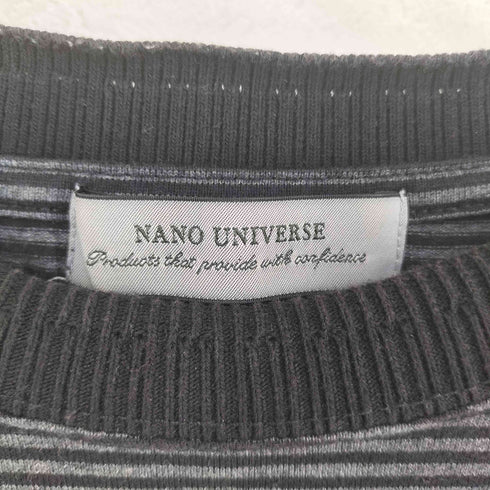 NANO UNIVERSE
Products that provide with confidence